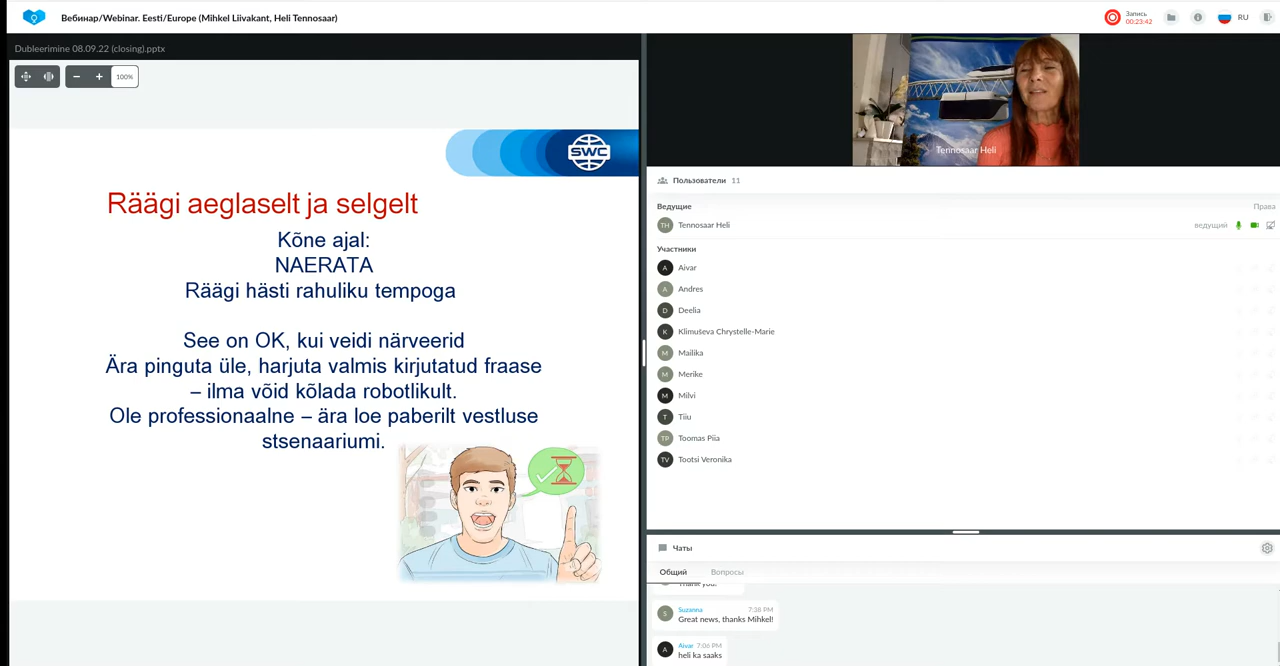 Вебинар/Webinar. Eesti/Europe (Mihkel Liivakant, Heli Tennosaar)
Запись
00:23:42
RU
Dubleerimine 08.09.22 (closing).pptx
100%
SWC
Räägi aeglaselt ja selgelt
Kõne ajal:
NAERATA
Räägi hästi rahuliku tempoga
See on OK, kui veidi närveerid
Ära pinguta üle, harjuta valmis kirjutatud fraase
– ilma võid kõlada robotlikult.
Ole professionaalne – ära loe paberilt vestluse
stsenaariumi.
Tennosaar Heli
Пользователи 11
Ведущие
Права
TH Tennosaar Heli
ведущий
Участники
A Aivar
A Andres
D Deelia
K Klimuševa Chrystelle-Marie
M Mailika
M Merike
M Milvi
T Tiiu
TP Toomas Piia
TV Tootsi Veronika
Чаты
Общий
Вопросы
Thank you!
S Suzanna 7:38 PM
Great news, thanks Mihkel!
A Aivar 7:06 PM
heli ka saaks